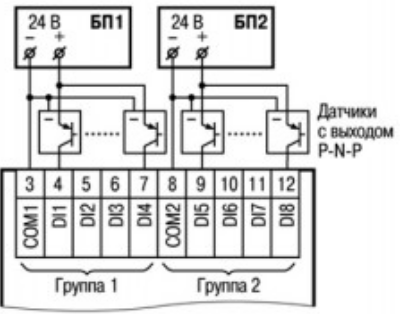 24 В БП1
– +
24 В БП2
– +
Датчики
с выходом
P-N-P
– – – –
3 4 5 6 7 8 9 10 11 12
COM1 DI1 DI2 DI3 DI4 COM2 DI5 DI6 DI7 DI8
Группа 1 Группа 2